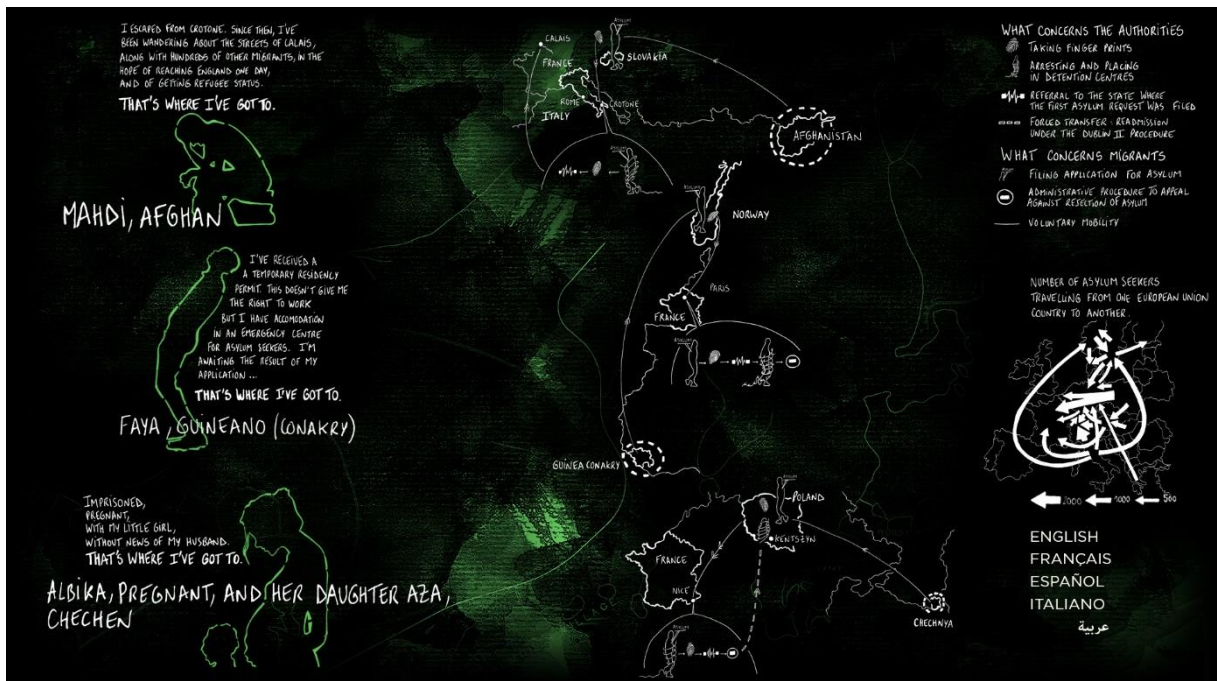 I ESCAPED FROM CROTONE. SINCE THEN, I'VE
BEEN WANDERING ABOUT THE STREETS OF CALAIS,
ALONG WITH HUNDREDS OF OTHER MIGRANTS, IN THE
HOPE OF REACHING ENGLAND ONE DAY,
AND OF GETTING REFUGEE STATUS.
THAT'S WHERE I'VE GOT TO.
MAHDI, AFGHAN
I'VE RECEIVED A
A TEMPORARY RESIDENCY
PERMIT. THIS DOESN'T GIVE ME
THE RIGHT TO WORK
BUT I HAVE ACCOMODATION
IN AN EMERGENCY CENTRE
FOR ASYLUM SEEKERS. I'M
AWAITING THE RESULT OF MY
APPLICATION ...
THAT'S WHERE I'VE GOT TO.
FAYA, GUINEANO (CONAKRY)
IMPRISONED,
PREGNANT,
WITH MY LITTLE GIRL,
WITHOUT NEWS OF MY HUSBAND.
THAT'S WHERE I'VE GOT TO.
ALBIKA, PREGNANT, AND HER DAUGHTER AZA,
CHECHEN
ASYLUM
CALAIS
FRANCE
SLOVAKIA
ROME
CROTONE
ITALY
AFGHANISTAN
ASYLUM
ASYLUM
NORWAY
PARIS
FRANCE
ASYLUM
GUINEA CONAKRY
ASYLUM
POLAND
KENTSZYN
FRANCE
NICE
CHECHNYA
ASYLUM
WHAT CONCERNS THE AUTHORITIES
TAKING FINGER PRINTS
ARRESTING AND PLACING
IN DETENTION CENTRES
REFERRAL TO THE STATE WHERE
THE FIRST ASYLUM REQUEST WAS FILED
FORCED TRANSFER: READMISSION
UNDER THE DUBLIN II PROCEDURE
WHAT CONCERNS MIGRANTS
FILING APPLICATION FOR ASYLUM
ADMINISTRATIVE PROCEDURE TO APPEAL
AGAINST REJECTION OF ASYLUM
VOLUNTARY MOBILITY
NUMBER OF ASYLUM SEEKERS
TRAVELLING FROM ONE EUROPEAN UNION
COUNTRY TO ANOTHER.
2000 1000 500
ENGLISH
FRANÇAIS
ESPAÑOL
ITALIANO
عربية